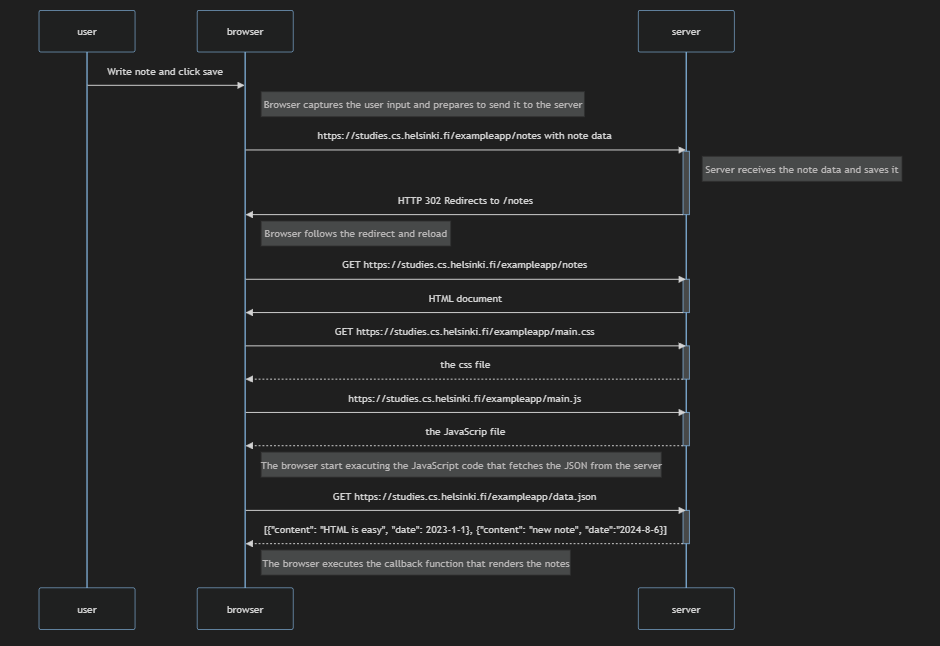 user browser server
Write note and click save
Browser captures the user input and prepares to send it to the server
https://studies.cs.helsinki.fi/exampleapp/notes with note data
Server receives the note data and saves it
HTTP 302 Redirects to /notes
Browser follows the redirect and reload
GET https://studies.cs.helsinki.fi/exampleapp/notes
HTML document
GET https://studies.cs.helsinki.fi/exampleapp/main.css
the css file
https://studies.cs.helsinki.fi/exampleapp/main.js
the JavaScrip file
The browser start exacuting the JavaScript code that fetches the JSON from the server
GET https://studies.cs.helsinki.fi/exampleapp/data.json
[{"content": "HTML is easy", "date": 2023-1-1}, {"content": "new note", "date":"2024-8-6}]
The browser executes the callback function that renders the notes
user browser server